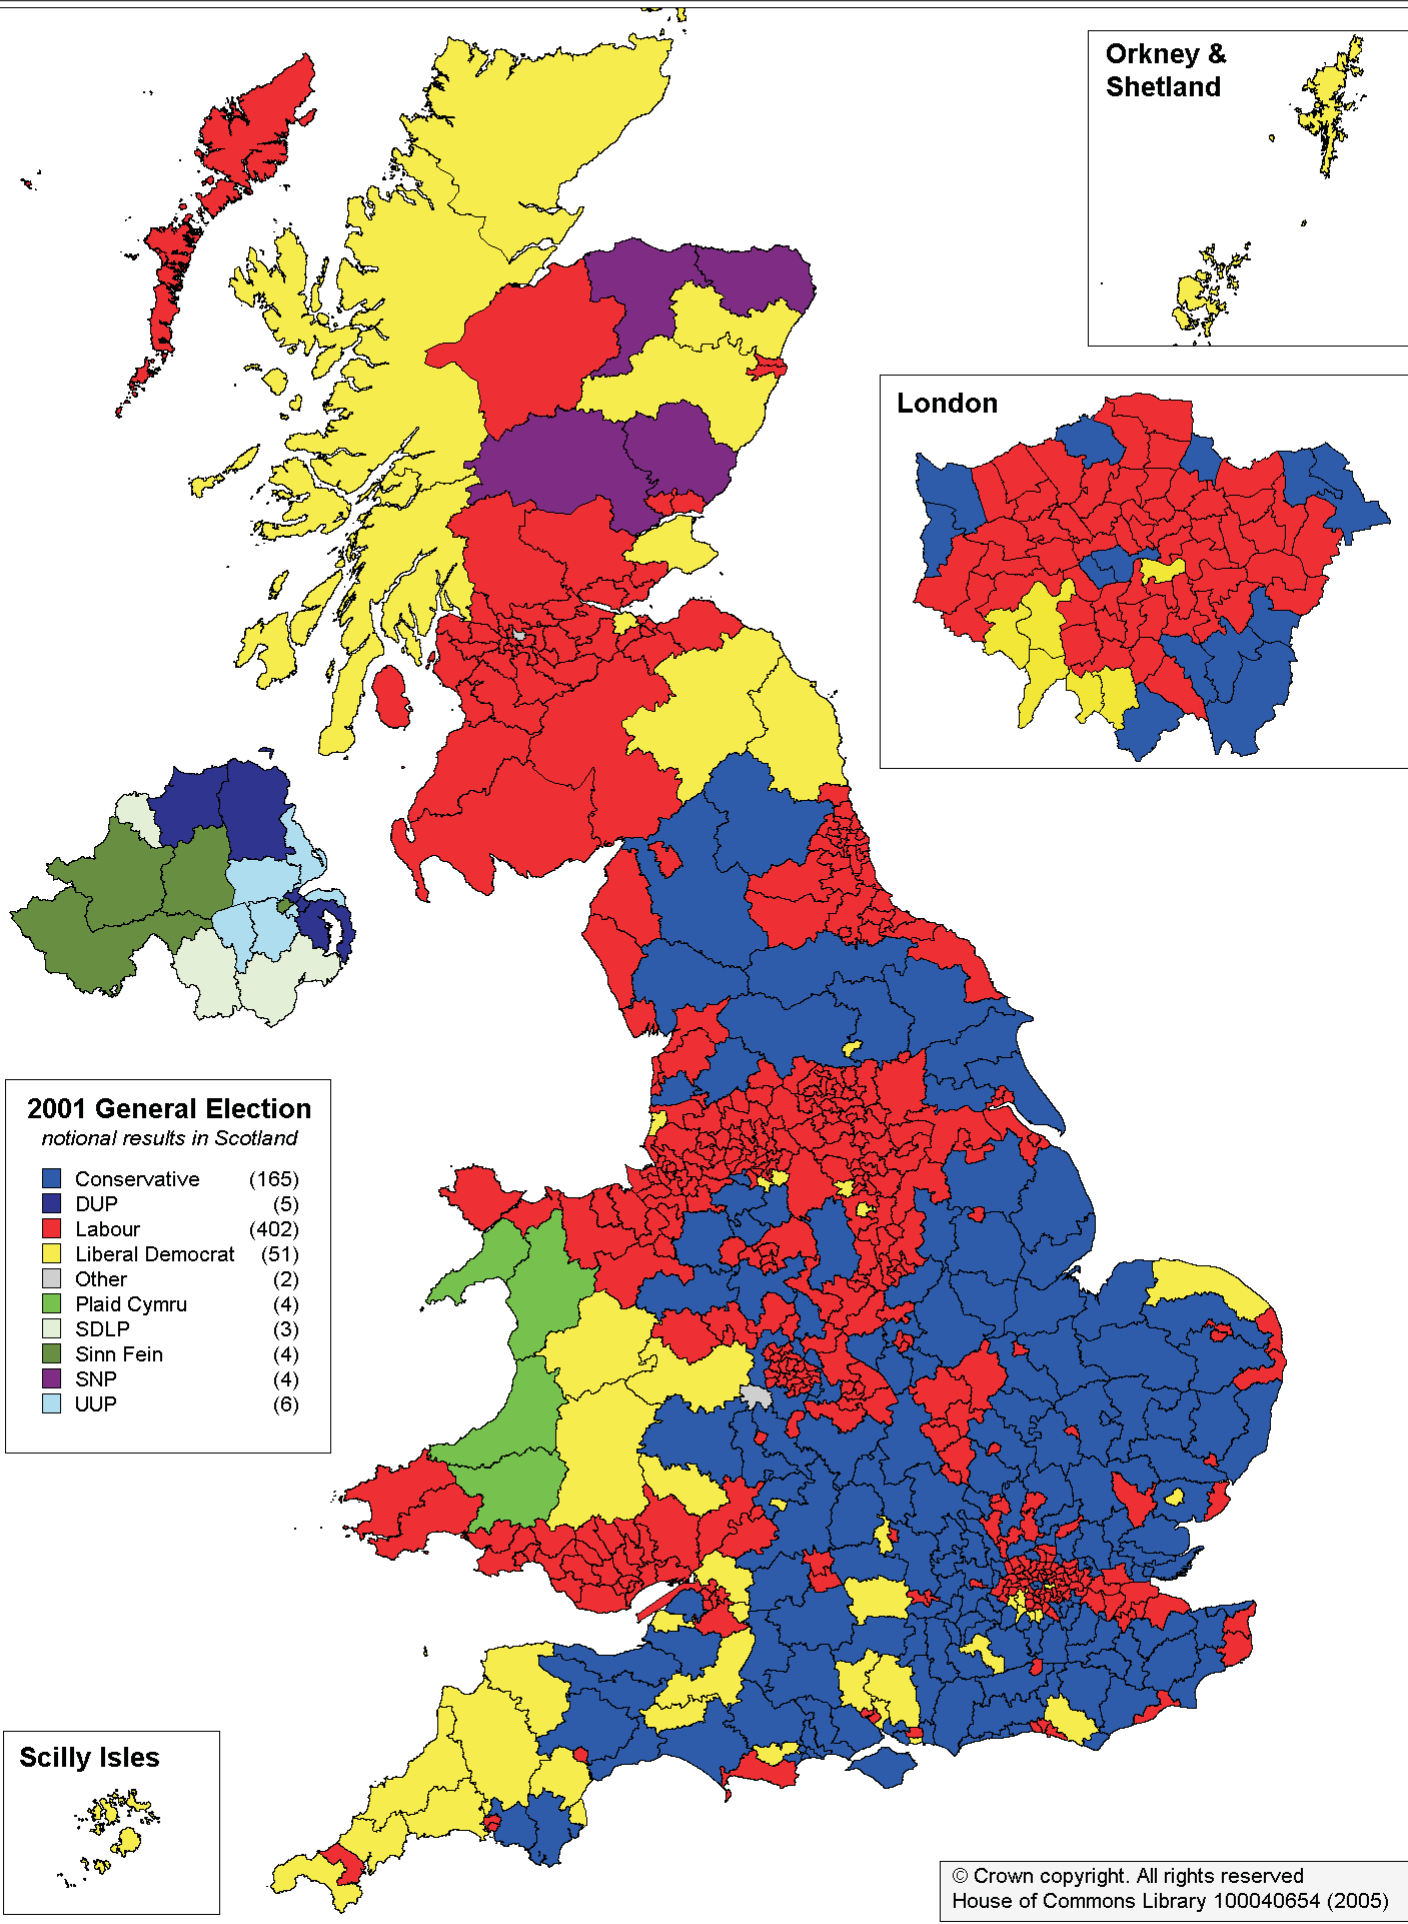 Orkney &
Shetland
London
2001 General Election
notional results in Scotland
Conservative (165)
DUP (5)
Labour (402)
Liberal Democrat (51)
Other (2)
Plaid Cymru (4)
SDLP (3)
Sinn Fein (4)
SNP (4)
UUP (6)
Scilly Isles
© Crown copyright. All rights reserved
House of Commons Library 100040654 (2005)